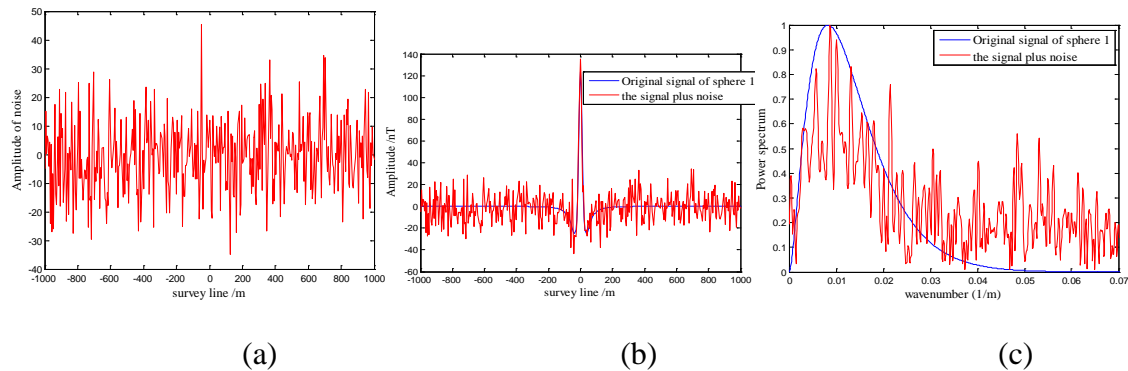 50
40
30
20
10
0
-10
-20
-30
-40
-1000 -800 -600 -400 -200 0 200 400 600 800 1000
Amplitude of noise
survey line /m
(a)
140
120
100
80
60
40
20
0
-20
-40
-60
-1000 -800 -600 -400 -200 0 200 400 600 800 1000
Amplitude /nT
survey line /m
Original signal of sphere 1
the signal plus noise
(b)
1
0.9
0.8
0.7
0.6
0.5
0.4
0.3
0.2
0.1
0
0 0.01 0.02 0.03 0.04 0.05 0.06 0.07
Power spectrum
wavenumber (1/m)
Original signal of sphere 1
the signal plus noise
(c)